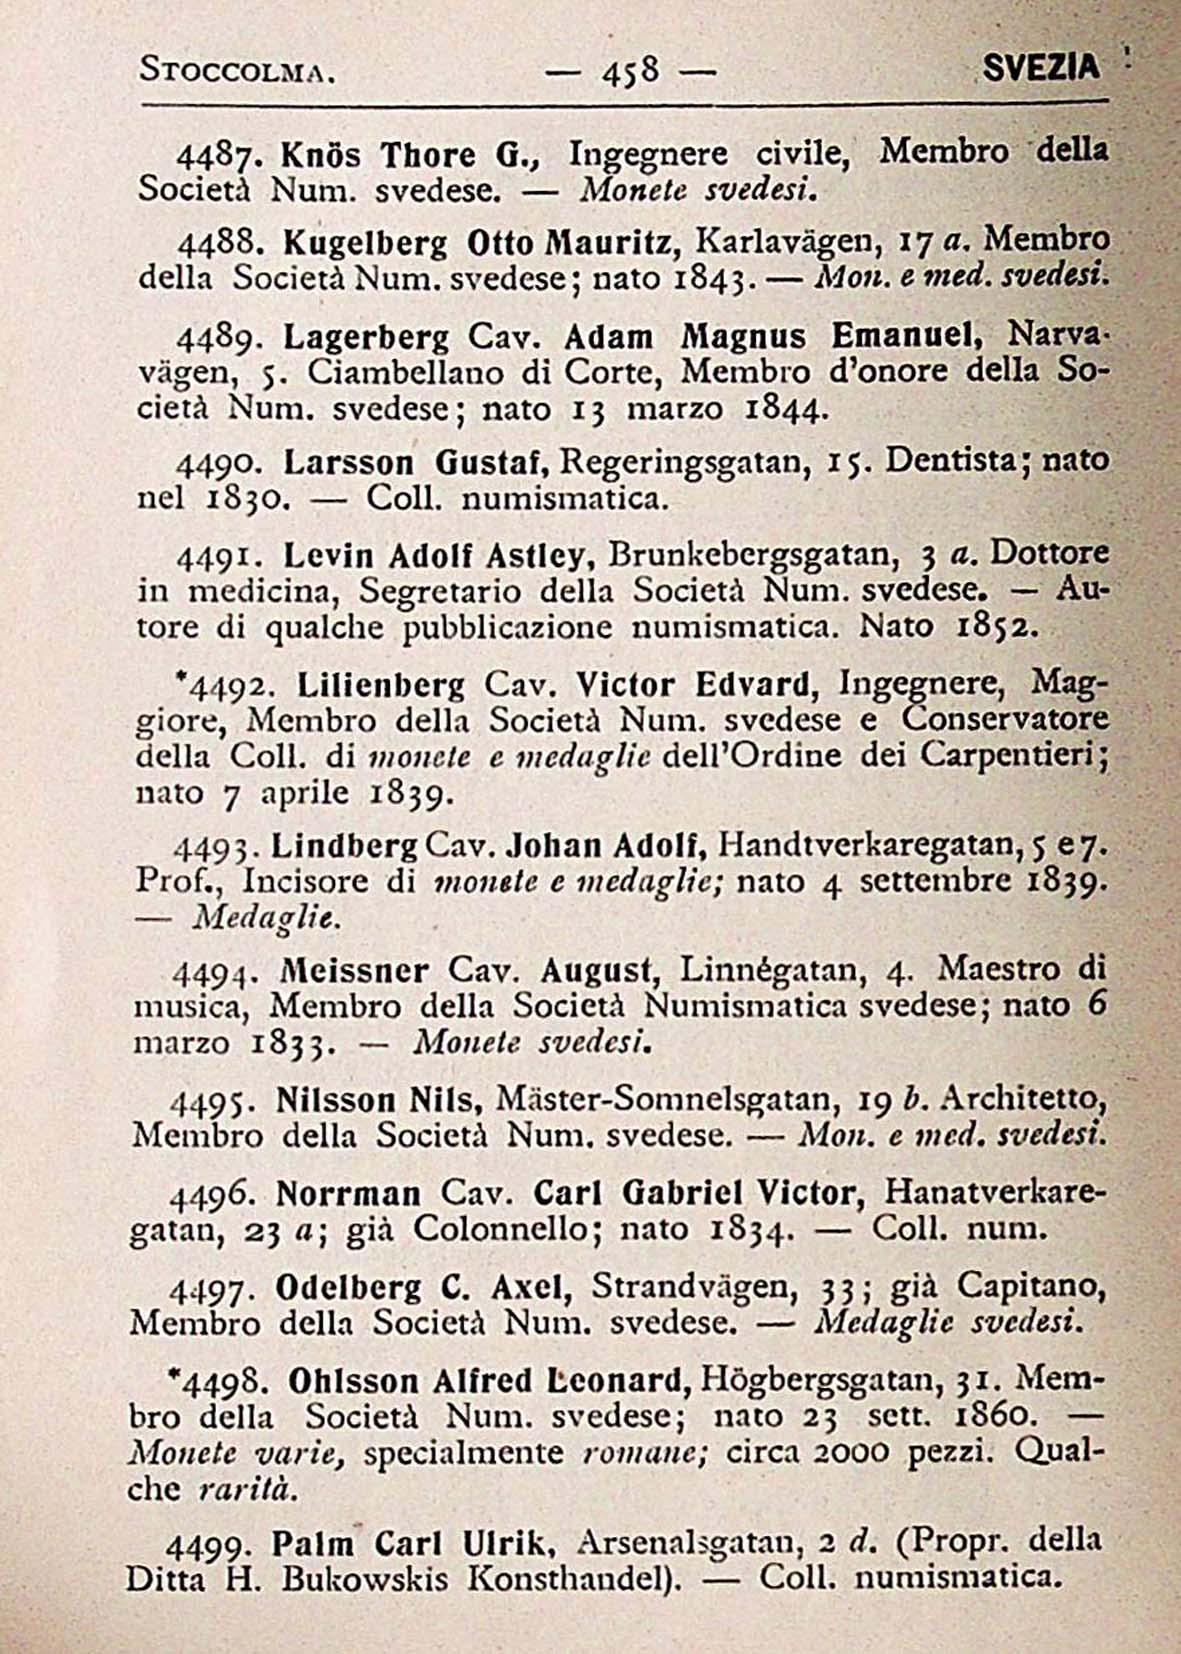 STOCCOLMA. — 458 — SVEZIA
4487. Knös Thore G., Ingegnere civile, Membro della
Società Num. svedese. — Monete svedesi.
4488. Kugelberg Otto Mauritz, Karlavägen, 17 a. Membro
della Società Num. svedese; nato 1843. — Mon. e med. svedesi.
4489. Lagerberg Cav. Adam Magnus Emanuel, Narva-
vägen, 5. Ciambellano di Corte, Membro d'onore della So-
cietà Num. svedese; nato 13 marzo 1844.
4490. Larsson Gustaf, Regeringsgatan, 15. Dentista; nato
nel 1830. — Coll. numismatica.
4491. Levin Adolf Astley, Brunkebergsgatan, 3 a. Dottore
in medicina, Segretario della Società Num. svedese. — Au-
tore di qualche pubblicazione numismatica. Nato 1852.
*4492. Lilienberg Cav. Victor Edvard, Ingegnere, Mag-
giore, Membro della Società Num. svedese e Conservatore
della Coll. di monete e medaglie dell'Ordine dei Carpentieri;
nato 7 aprile 1839.
4493. Lindberg Cav. Johan Adolf, Handtverkaregatan, 5 e 7.
Prof., Incisore di monete e medaglie; nato 4 settembre 1839.
— Medaglie.
4494. Meissner Cav. August, Linnégatan, 4. Maestro di
musica, Membro della Società Numismatica svedese; nato 6
marzo 1833. — Monete svedesi.
4495. Nilsson Nils, Mäster-Somnelsgatan, 19 b. Architetto,
Membro della Società Num. svedese. — Mon. e med. svedesi.
4496. Norrman Cav. Carl Gabriel Victor, Hanatverkare-
gatan, 23 a; già Colonnello; nato 1834. — Coll. num.
4497. Odelberg C. Axel, Strandvägen, 33; già Capitano,
Membro della Società Num. svedese. — Medaglie svedesi.
*4498. Ohlsson Alfred Leonard, Högbergsgatan, 31. Mem-
bro della Società Num. svedese; nato 23 sett. 1860. —
Monete varie, specialmente romane; circa 2000 pezzi. Qual-
che rarità.
4499. Palm Carl Ulrik, Arsenalsgatan, 2 d. (Propr. della
Ditta H. Bukowskis Konsthandel). — Coll. numismatica.